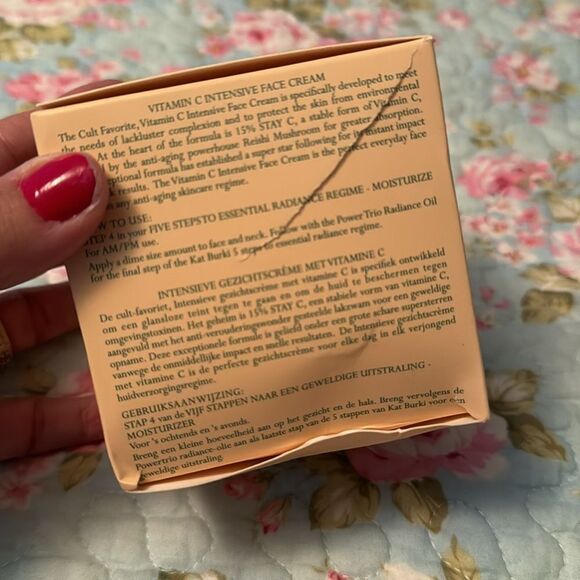 VITAMIN C INTENSIVE FACE CREAM
The Cult Favorite, Vitamin C Intensive Face Cream is specifically developed to meet
the needs of lackluster complexion and to protect the skin from environmental
At the heart of the formula is 15% STAY C, a stable form of Vitamin C,
by the anti-aging powerhouse Reishi Mushroom for greater absorption.
ceptional formula has established a super star following for its instant impact
results. The Vitamin C Intensive Face Cream is the perfect everyday face
any anti-aging skincare regime.
HOW TO USE:
STEP 4 in your FIVE STEPS TO ESSENTIAL RADIANCE REGIME - MOISTURIZE
For AM/PM use.
Apply a dime size amount to face and neck. Follow with the Power Trio Radiance Oil
for the final step of the Kat Burki 5 steps to essential radiance regime.
INTENSIEVE GEZICHTSCRÈME MET VITAMINE C
De cult-favoriet, Intensieve gezichtscrème met vitamine C is specifiek ontwikkeld
om een glansloze teint tegen te gaan en om de huid te beschermen tegen
omgevingstoxinen. Het geheim is 15% STAY C, een stabiele vorm van vitamine C,
aangevuld met het anti-verouderingswonder gesteelde lakzwam voor een geweldige
opname. Deze exceptionele formule is geliefd onder een grote schare supersterren
vanwege de onmiddellijke impact en snelle resultaten. De Intensieve gezichtscrème
met vitamine C is de perfecte gezichtscrème voor elke dag in elk verjongend
huidverzorgingsregime.
GEBRUIKSAANWIJZING:
STAP 4 van de VIJF STAPPEN NAAR EEN GEWELDIGE UITSTRALING -
MOISTURIZER
Voor 's ochtends en 's avonds.
Breng een kleine hoeveelheid aan op het gezicht en de hals. Breng vervolgens de
Powertrio radiance-olie aan als laatste stap van de 5 stappen van Kat Burki voor een
geweldige uitstraling.